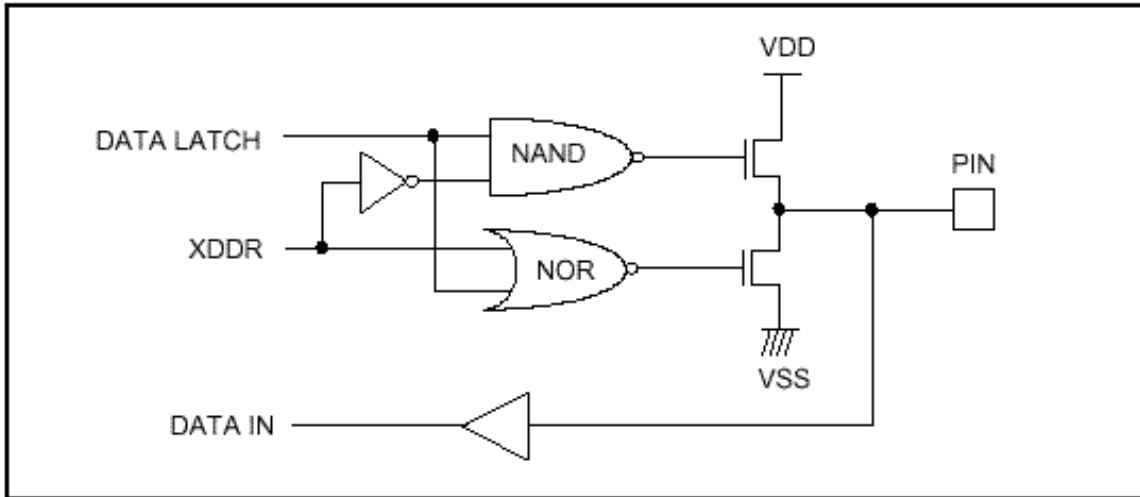 VDD
DATA LATCH
NAND
PIN
XDDR
NOR
VSS
DATA IN